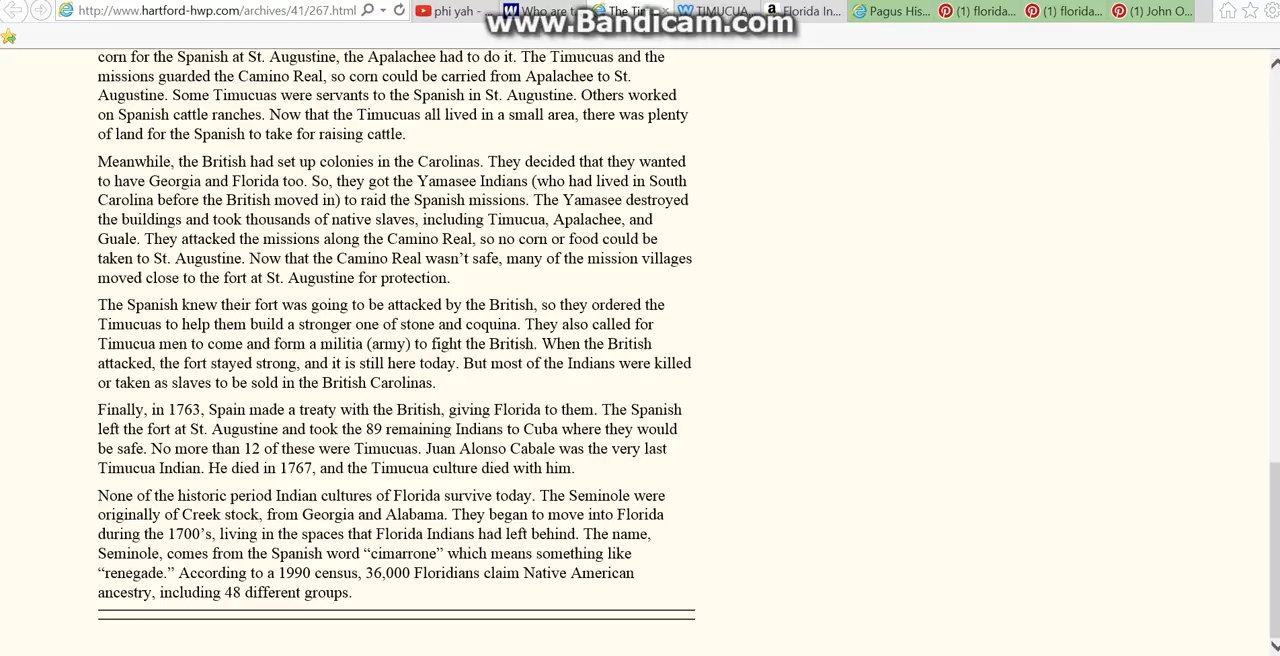 http://www.hartford-hwp.com/archives/41/267.html
phi yah -
Who are t
The Ti
TIMUCUA
Florida In...
Pagus His...
(1) florida...
(1) florida...
(1) John O...
www.Bandicam.com
corn for the Spanish at St. Augustine, the Apalachee had to do it. The Timucuas and the
missions guarded the Camino Real, so corn could be carried from Apalachee to St.
Augustine. Some Timucuas were servants to the Spanish in St. Augustine. Others worked
on Spanish cattle ranches. Now that the Timucuas all lived in a small area, there was plenty
of land for the Spanish to take for raising cattle.
Meanwhile, the British had set up colonies in the Carolinas. They decided that they wanted
to have Georgia and Florida too. So, they got the Yamasee Indians (who had lived in South
Carolina before the British moved in) to raid the Spanish missions. The Yamasee destroyed
the buildings and took thousands of native slaves, including Timucua, Apalachee, and
Guale. They attacked the missions along the Camino Real, so no corn or food could be
taken to St. Augustine. Now that the Camino Real wasn’t safe, many of the mission villages
moved close to the fort at St. Augustine for protection.
The Spanish knew their fort was going to be attacked by the British, so they ordered the
Timucuas to help them build a stronger one of stone and coquina. They also called for
Timucua men to come and form a militia (army) to fight the British. When the British
attacked, the fort stayed strong, and it is still here today. But most of the Indians were killed
or taken as slaves to be sold in the British Carolinas.
Finally, in 1763, Spain made a treaty with the British, giving Florida to them. The Spanish
left the fort at St. Augustine and took the 89 remaining Indians to Cuba where they would
be safe. No more than 12 of these were Timucuas. Juan Alonso Cabale was the very last
Timucua Indian. He died in 1767, and the Timucua culture died with him.
None of the historic period Indian cultures of Florida survive today. The Seminole were
originally of Creek stock, from Georgia and Alabama. They began to move into Florida
during the 1700’s, living in the spaces that Florida Indians had left behind. The name,
Seminole, comes from the Spanish word “cimarrone” which means something like
“renegade.” According to a 1990 census, 36,000 Floridians claim Native American
ancestry, including 48 different groups.